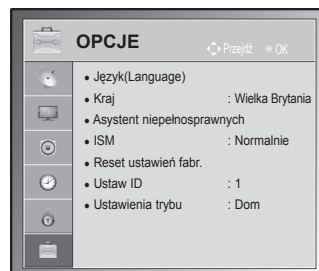 OPCJE
Przejdź OK
• Język(Language)
• Kraj : Wielka Brytania
• Asystent niepełnosprawnych
• ISM : Normalnie
• Reset ustawień fabr.
• Ustaw ID : 1
• Ustawienia trybu : Dom